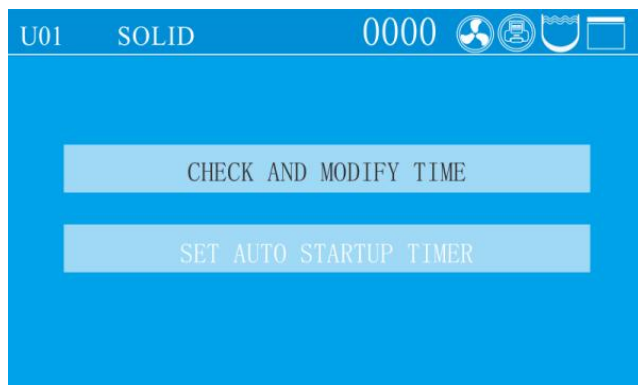 U01 SOLID 0000
CHECK AND MODIFY TIME
SET AUTO STARTUP TIMER